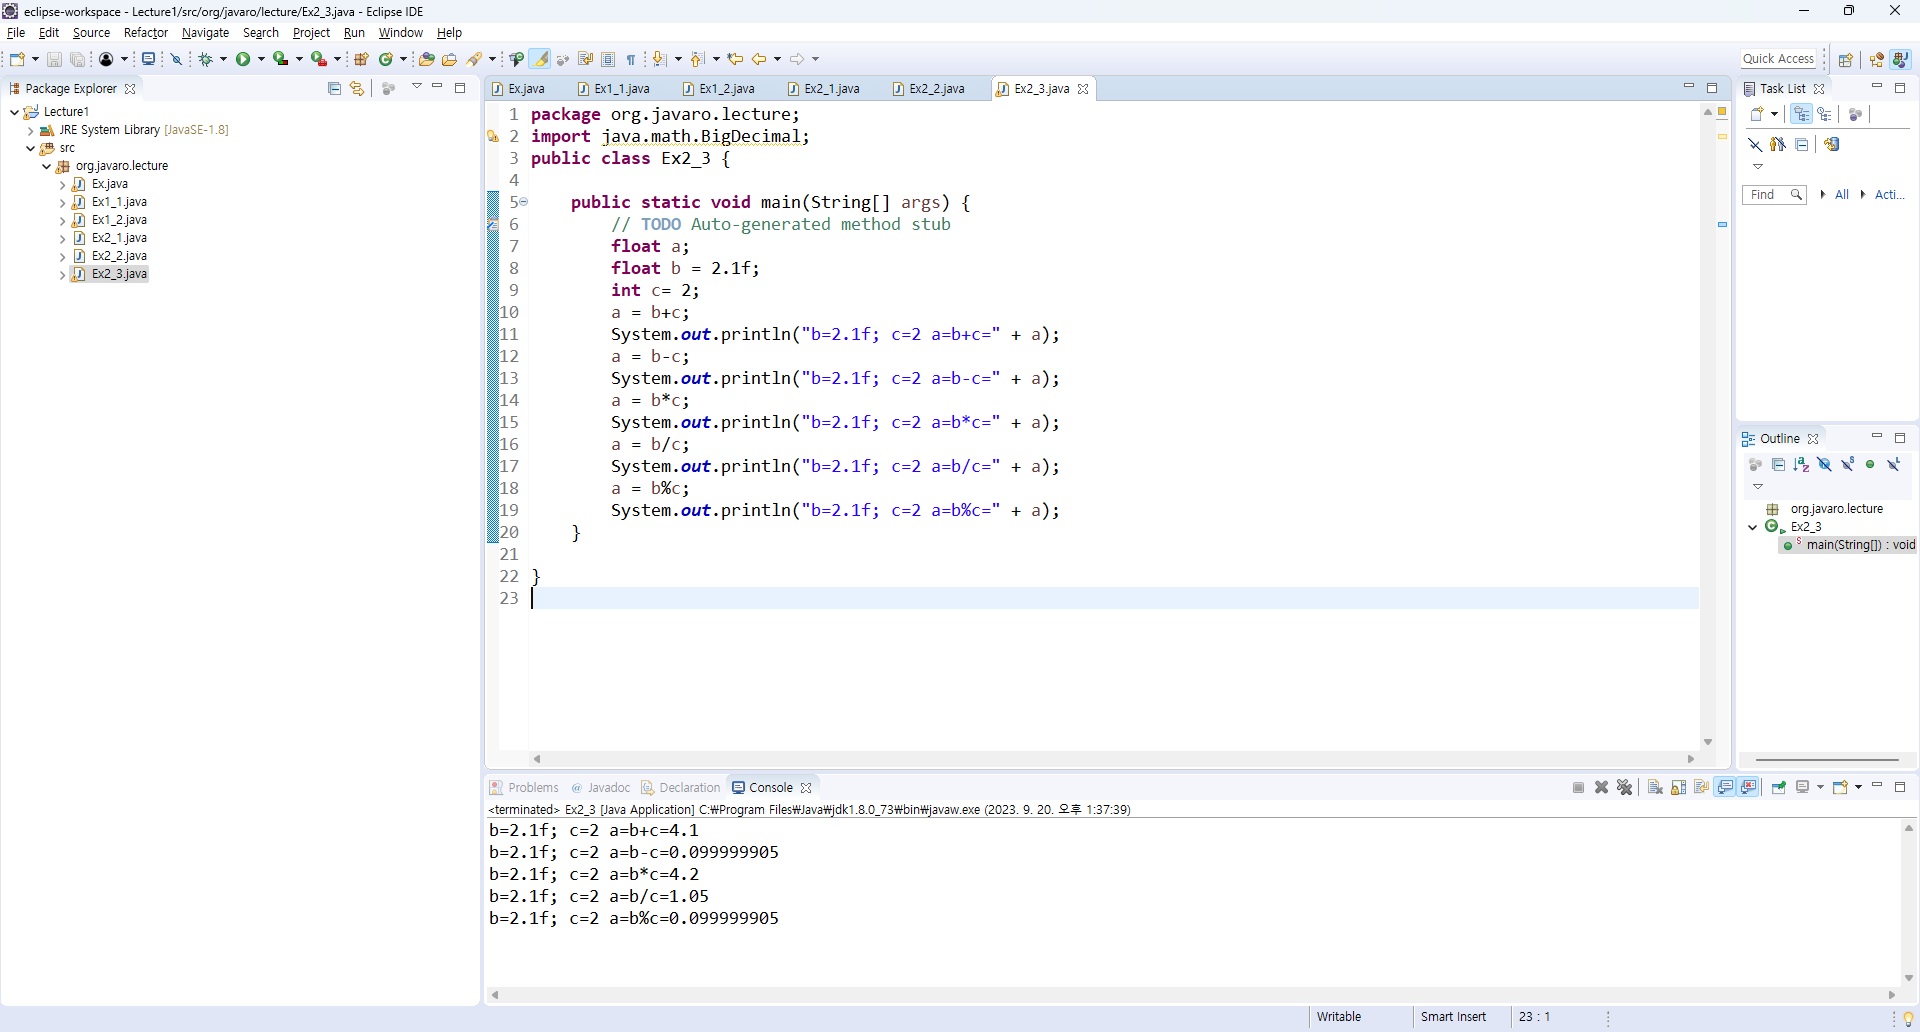 eclipse-workspace - Lecture1/src/org/javaro/lecture/Ex2_3.java - Eclipse IDE
File Edit Source Refactor Navigate Search Project Run Window Help
Quick Access
Package Explorer
Lecture1
JRE System Library [JavaSE-1.8]
src
org.javaro.lecture
Ex.java
Ex1_1.java
Ex1_2.java
Ex2_1.java
Ex2_2.java
Ex2_3.java
Ex.java Ex1_1.java Ex1_2.java Ex2_1.java Ex2_2.java Ex2_3.java
1 package org.javaro.lecture;
2 import java.math.BigDecimal;
3 public class Ex2_3 {
4
5 public static void main(String[] args) {
6 // TODO Auto-generated method stub
7 float a;
8 float b = 2.1f;
9 int c= 2;
10 a = b+c;
11 System.out.println("b=2.1f; c=2 a=b+c=" + a);
12 a = b-c;
13 System.out.println("b=2.1f; c=2 a=b-c=" + a);
14 a = b*c;
15 System.out.println("b=2.1f; c=2 a=b*c=" + a);
16 a = b/c;
17 System.out.println("b=2.1f; c=2 a=b/c=" + a);
18 a = b%c;
19 System.out.println("b=2.1f; c=2 a=b%c=" + a);
20 }
21
22 }
23
Task List
Find All Acti...
Outline
org.javaro.lecture
Ex2_3
main(String[]) : void
Problems Javadoc Declaration Console
<terminated> Ex2_3 [Java Application] C:₩Program Files₩Java₩jdk1.8.0_73₩bin₩javaw.exe (2023. 9. 20. 오후 1:37:39)
b=2.1f; c=2 a=b+c=4.1
b=2.1f; c=2 a=b-c=0.099999905
b=2.1f; c=2 a=b*c=4.2
b=2.1f; c=2 a=b/c=1.05
b=2.1f; c=2 a=b%c=0.099999905
Writable Smart Insert 23 : 1